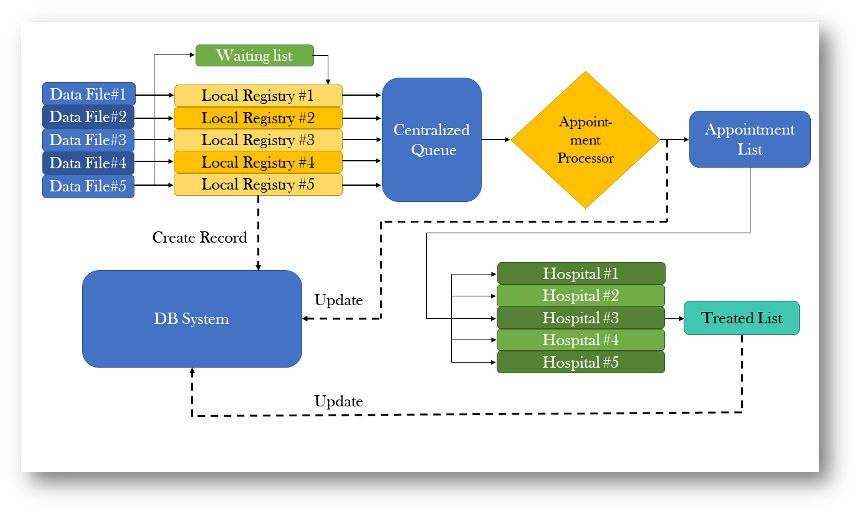 Waiting list
Data File#1
Local Registry #1
Data File#2
Local Registry #2
Data File#3
Local Registry #3
Data File#4
Local Registry #4
Data File#5
Local Registry #5
Centralized
Queue
Appoint-
ment
Processor
Appointment
List
Create Record
DB System
Update
Hospital #1
Hospital #2
Hospital #3
Hospital #4
Hospital #5
Treated List
Update